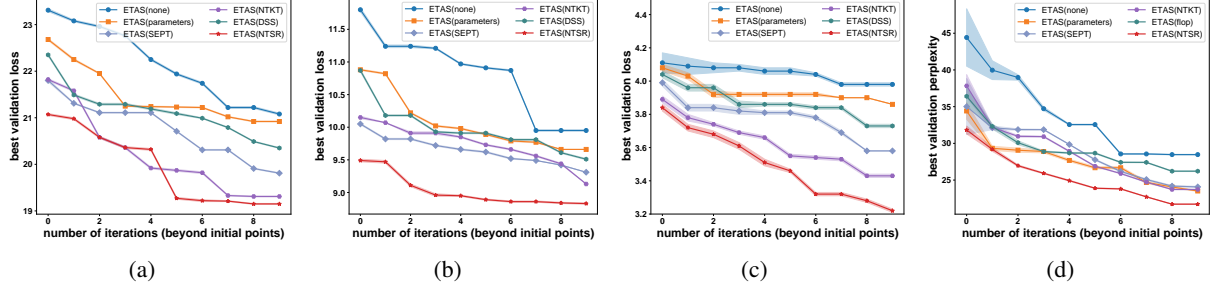 ETAS(none) ETAS(NTKT)
ETAS(parameters) ETAS(DSS)
ETAS(SEPT) ETAS(NTSR)
best validation loss
23
22
21
20
19
0 2 4 6 8
number of iterations (beyond initial points)
(a)
ETAS(none) ETAS(NTKT)
ETAS(parameters) ETAS(DSS)
ETAS(SEPT) ETAS(NTSR)
best validation loss
11.5
11.0
10.5
10.0
9.5
9.0
0 2 4 6 8
number of iterations (beyond initial points)
(b)
ETAS(none) ETAS(NTKT)
ETAS(parameters) ETAS(DSS)
ETAS(SEPT) ETAS(NTSR)
best validation loss
4.4
4.2
4.0
3.8
3.6
3.4
3.2
0 2 4 6 8
number of iterations (beyond initial points)
(c)
ETAS(none) ETAS(NTKT)
ETAS(parameters) ETAS(flop)
ETAS(SEPT) ETAS(NTSR)
best validation perplexity
45
40
35
30
25
0 2 4 6 8
number of iterations (beyond initial points)
(d)